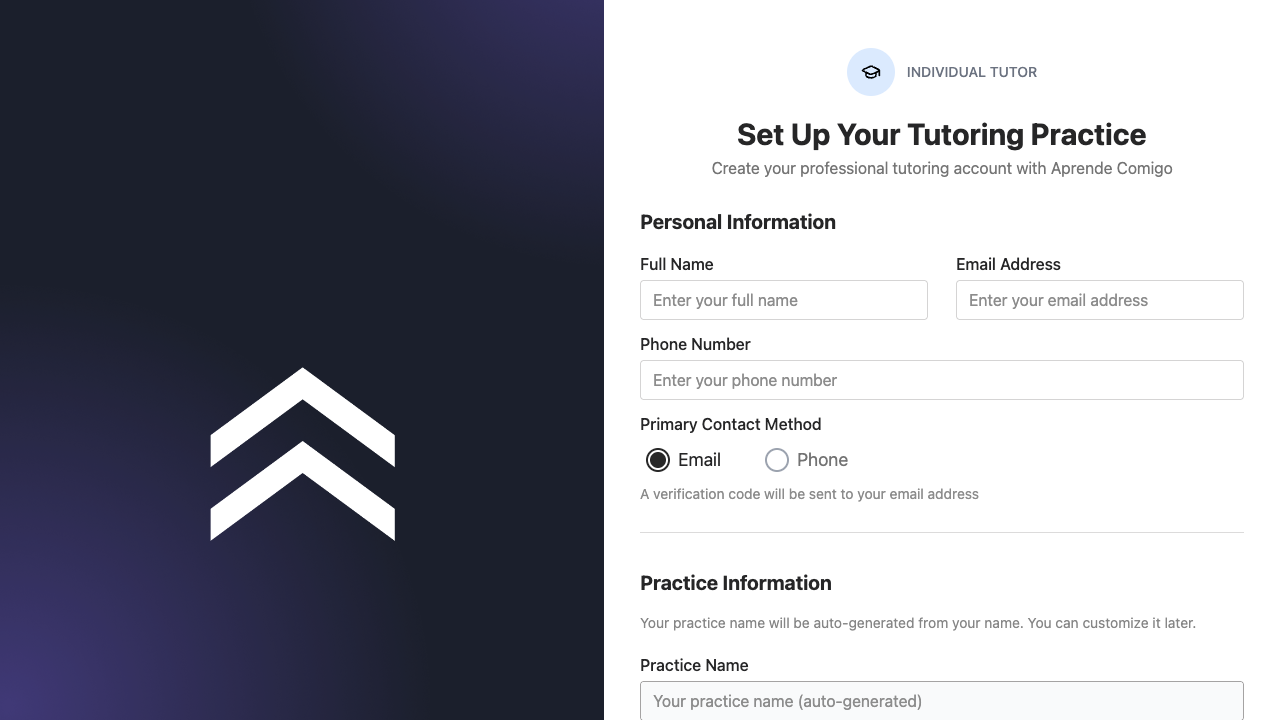 INDIVIDUAL TUTOR
Set Up Your Tutoring Practice
Create your professional tutoring account with Aprende Comigo
Personal Information
Full Name
Email Address
Enter your full name
Enter your email address
Phone Number
Enter your phone number
Primary Contact Method
Email
Phone
A verification code will be sent to your email address
Practice Information
Your practice name will be auto-generated from your name. You can customize it later.
Practice Name
Your practice name (auto-generated)